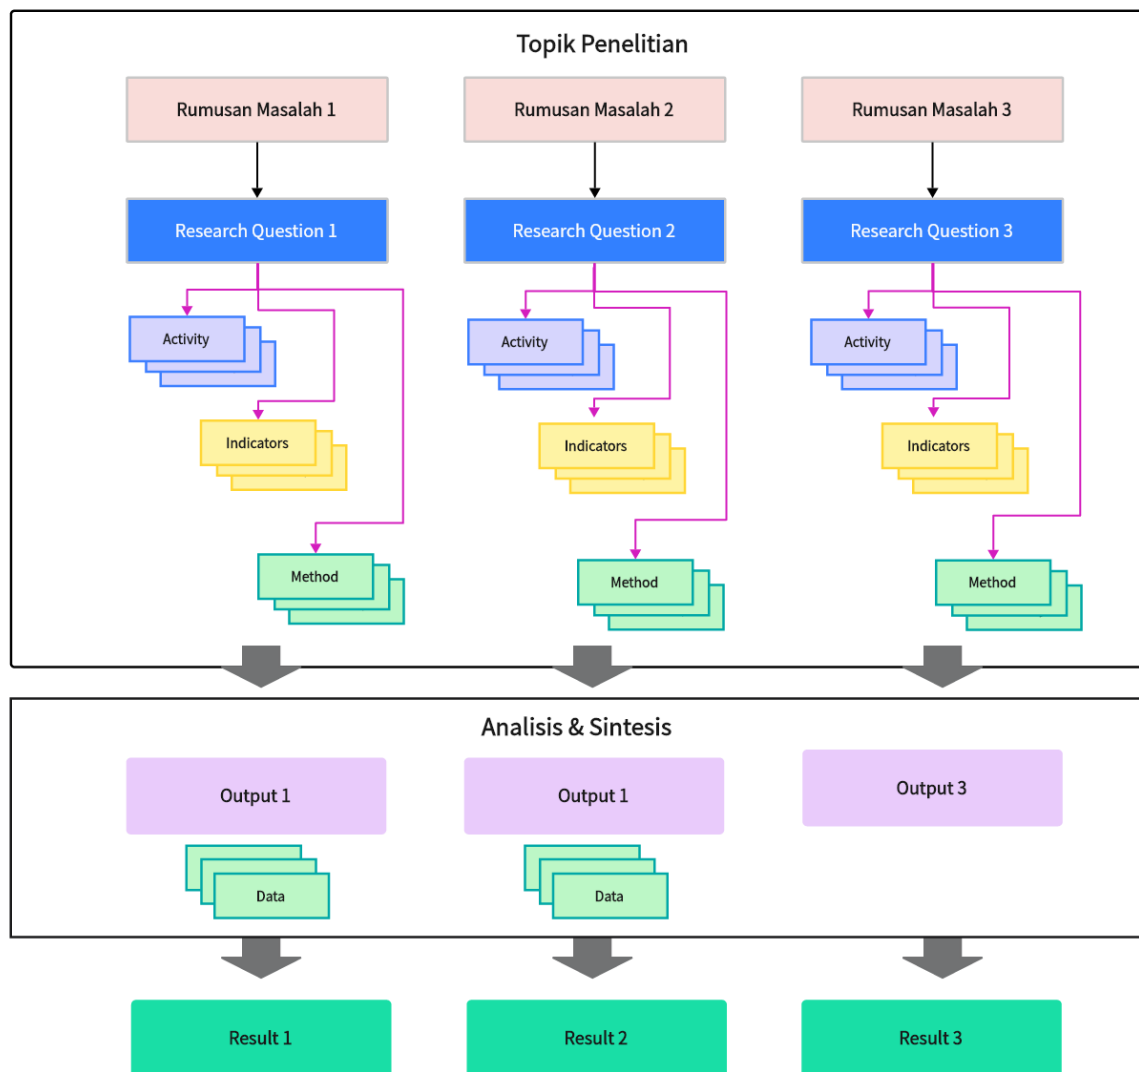 Topik Penelitian
Rumusan Masalah 1
Rumusan Masalah 2
Rumusan Masalah 3
Research Question 1
Research Question 2
Research Question 3
Activity
Activity
Activity
Indicators
Indicators
Indicators
Method
Method
Method
Analisis & Sintesis
Output 1
Output 1
Output 3
Data
Data
Result 1
Result 2
Result 3